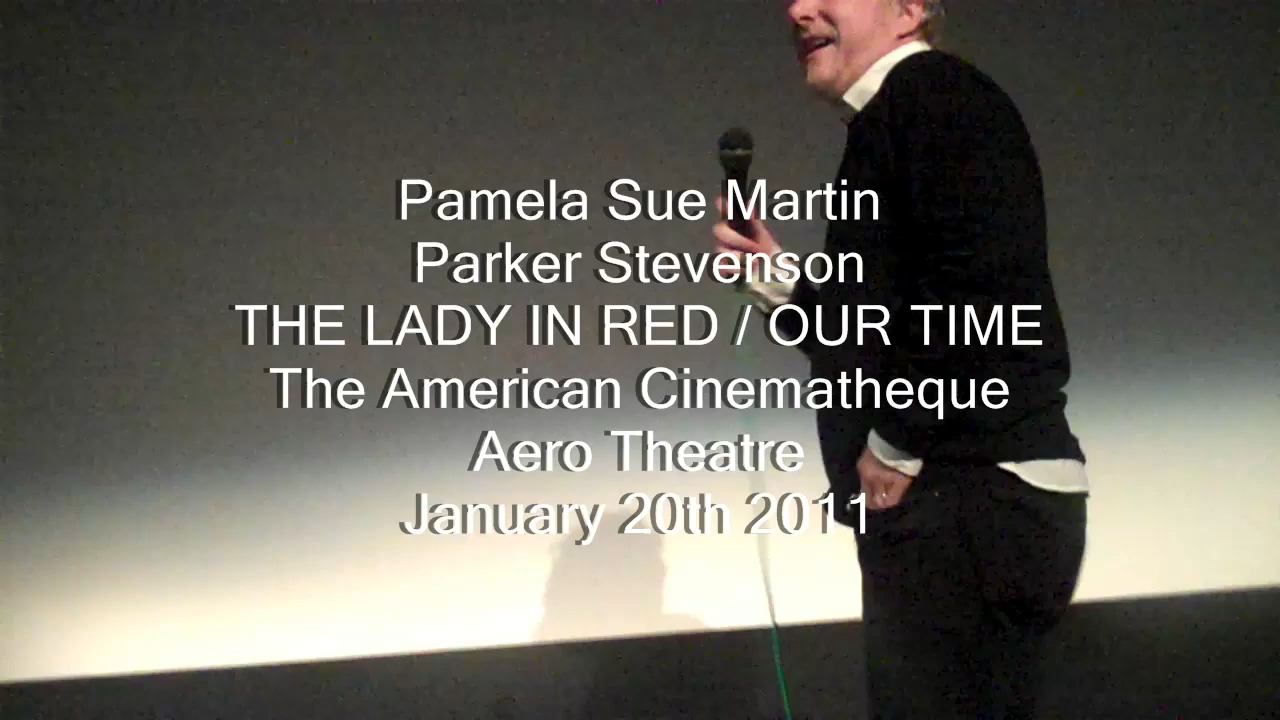 Pamela Sue Martin
Parker Stevenson
THE LADY IN RED / OUR TIME
The American Cinematheque
Aero Theatre
January 20th 2011